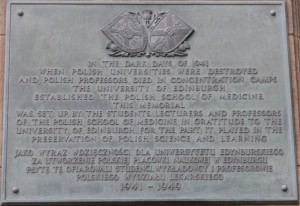 IN THE DARK DAYS OF 1941
WHEN POLISH UNIVERSITIES WERE DESTROYED
AND POLISH PROFESSORS DIED IN CONCENTRATION CAMPS
THE UNIVERSITY OF EDINBURGH
ESTABLISHED THE POLISH SCHOOL OF MEDICINE.
THIS MEMORIAL
WAS SET UP BY THE STUDENTS, LECTURERS AND PROFESSORS
OF THE POLISH SCHOOL OF MEDICINE IN GRATITUDE TO THE
UNIVERSITY OF EDINBURGH FOR THE PART IT PLAYED IN THE
PRESERVATION OF POLISH SCIENCE AND LEARNING
JAKO WYRAZ WDZIĘCZNOŚCI DLA UNIWERSYTETU EDYNBURSKIEGO
ZA UTWORZENIE POLSKIEJ PLACÓWKI NAUKOWEJ W EDYNBURGU
PŁYTĘ TĘ OFIAROWALI STUDENCI, WYKŁADOWCY I PROFESOROWIE
POLSKIEGO WYDZIAŁU LEKARSKIEGO
1941 - 1949